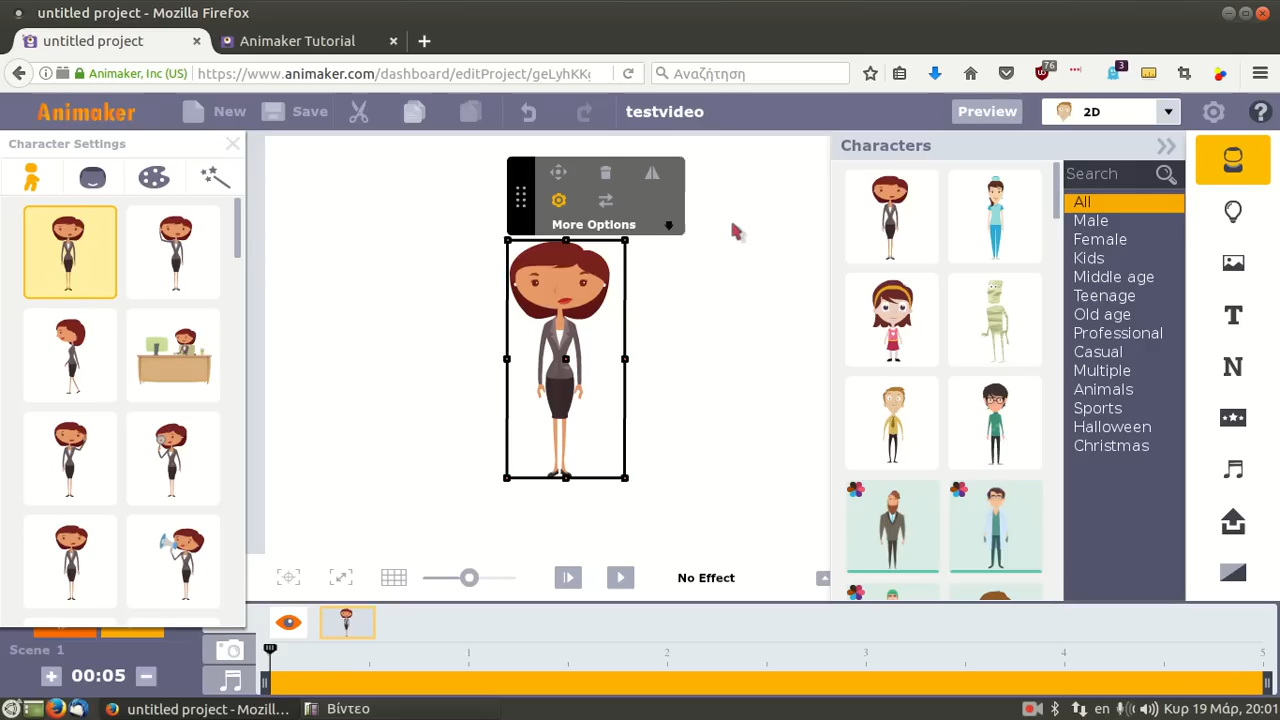 untitled project - Mozilla Firefox
untitled project
Animaker Tutorial
Animaker, Inc (US)
https://www.animaker.com/dashboard/editProject/geLyhKKg
Αναζήτηση
76
3
Animaker
New
Save
testvideo
Preview
2D
Character Settings
Characters
Search
All
Male
Female
Kids
Middle age
Teenage
Old age
Professional
Casual
Multiple
Animals
Sports
Halloween
Christmas
More Options
No Effect
Scene 1
00:05
1
2
3
4
5
untitled project - Mozill...
Βίντεο
en
Κυρ 19 Μάρ, 20:01